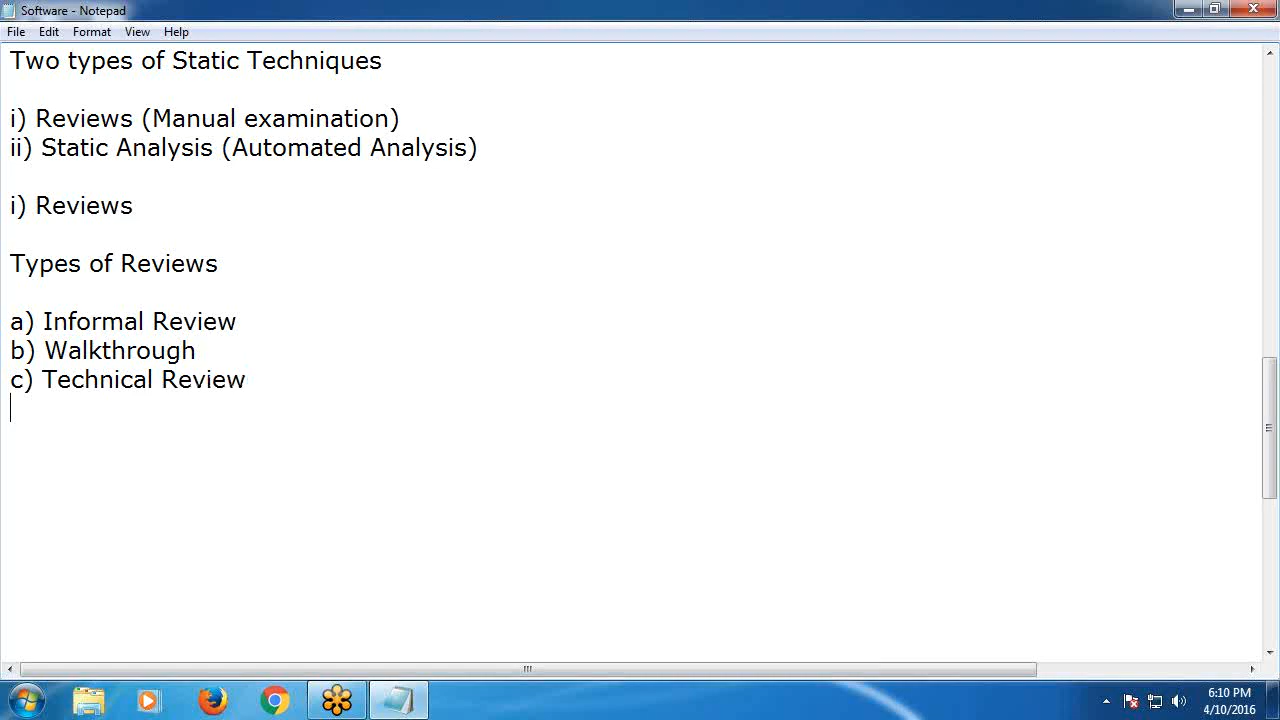 Software - Notepad
File Edit Format View Help
Two types of Static Techniques
i) Reviews (Manual examination)
ii) Static Analysis (Automated Analysis)
i) Reviews
Types of Reviews
a) Informal Review
b) Walkthrough
c) Technical Review
6:10 PM
4/10/2016